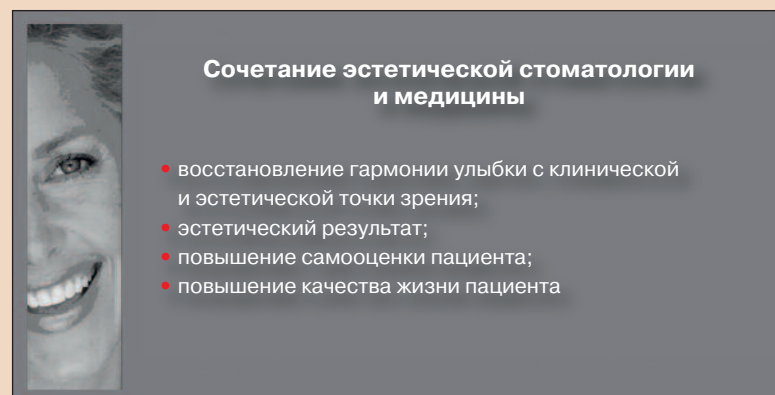 Сочетание эстетической стоматологии
и медицины
• восстановление гармонии улыбки с клинической
и эстетической точки зрения;
• эстетический результат;
• повышение самооценки пациента;
• повышение качества жизни пациента